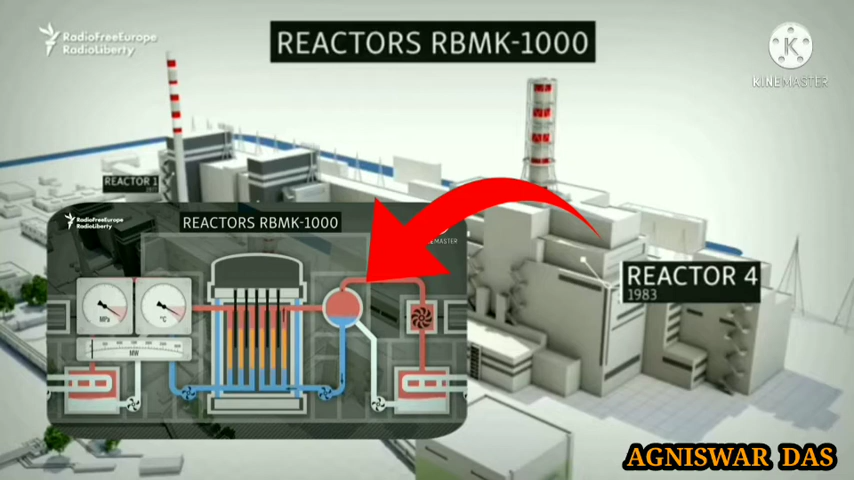 RadioFreeEurope
RadioLiberty
REACTORS RBMK-1000
K
KINEMASTER
REACTOR 1
RadioFreeEurope
RadioLiberty
REACTORS RBMK-1000
NEMASTER
MPa
°C
MW
REACTOR 4
1983
AGNISWAR DAS